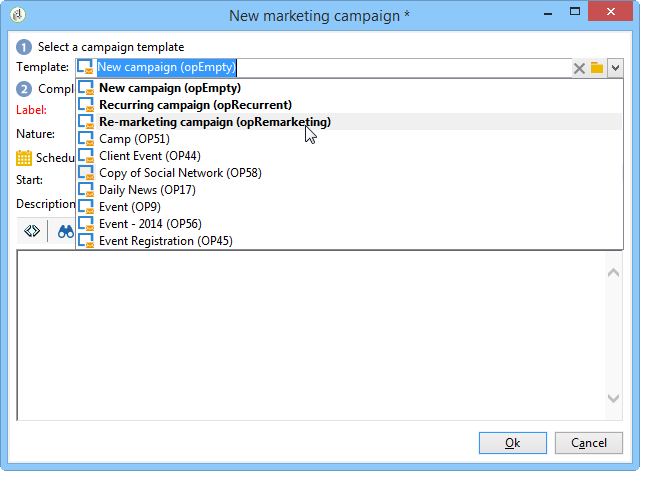 New marketing campaign *
1 Select a campaign template
Template: New campaign (opEmpty)
New campaign (opEmpty)
Recurring campaign (opRecurrent)
Re-marketing campaign (opRemarketing)
Camp (OP51)
Client Event (OP44)
Copy of Social Network (OP58)
Daily News (OP17)
Event (OP9)
Event - 2014 (OP56)
Event Registration (OP45)
2 Compl
Label:
Nature:
Schedu
Start:
Description
Ok Cancel